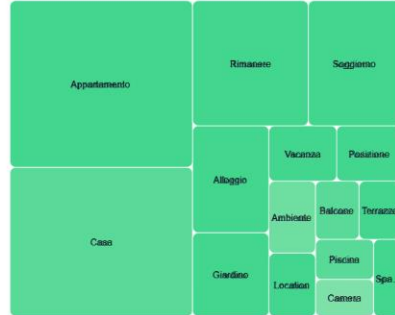 Appartamento
Rimanere
Soggiorno
Alloggio
Vacanza
Posizione
Casa
Ambiente
Balcone
Terrazza
Giardino
Location
Piscina
Spa
Camera